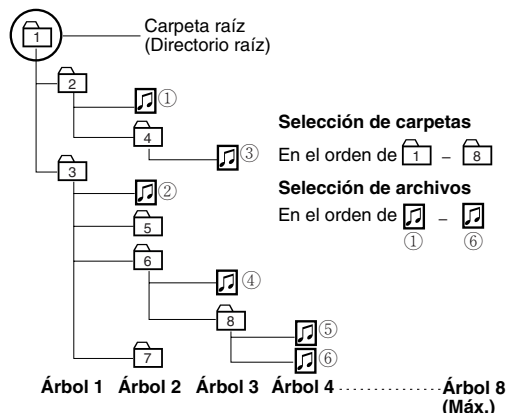 1
Carpeta raíz
(Directorio raíz)
2
①
4
③
3
②
5
6
④
8
⑤
⑥
7
Selección de carpetas
En el orden de 1 – 8
Selección de archivos
En el orden de –
① ⑥
Árbol 1 Árbol 2 Árbol 3 Árbol 4 ................ Árbol 8
(Máx.)